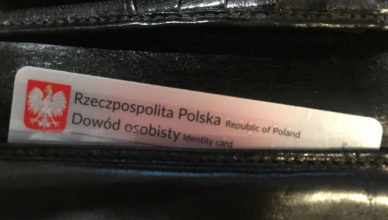 Rzeczpospolita Polska Republic of Poland
Dowód osobisty Identity card